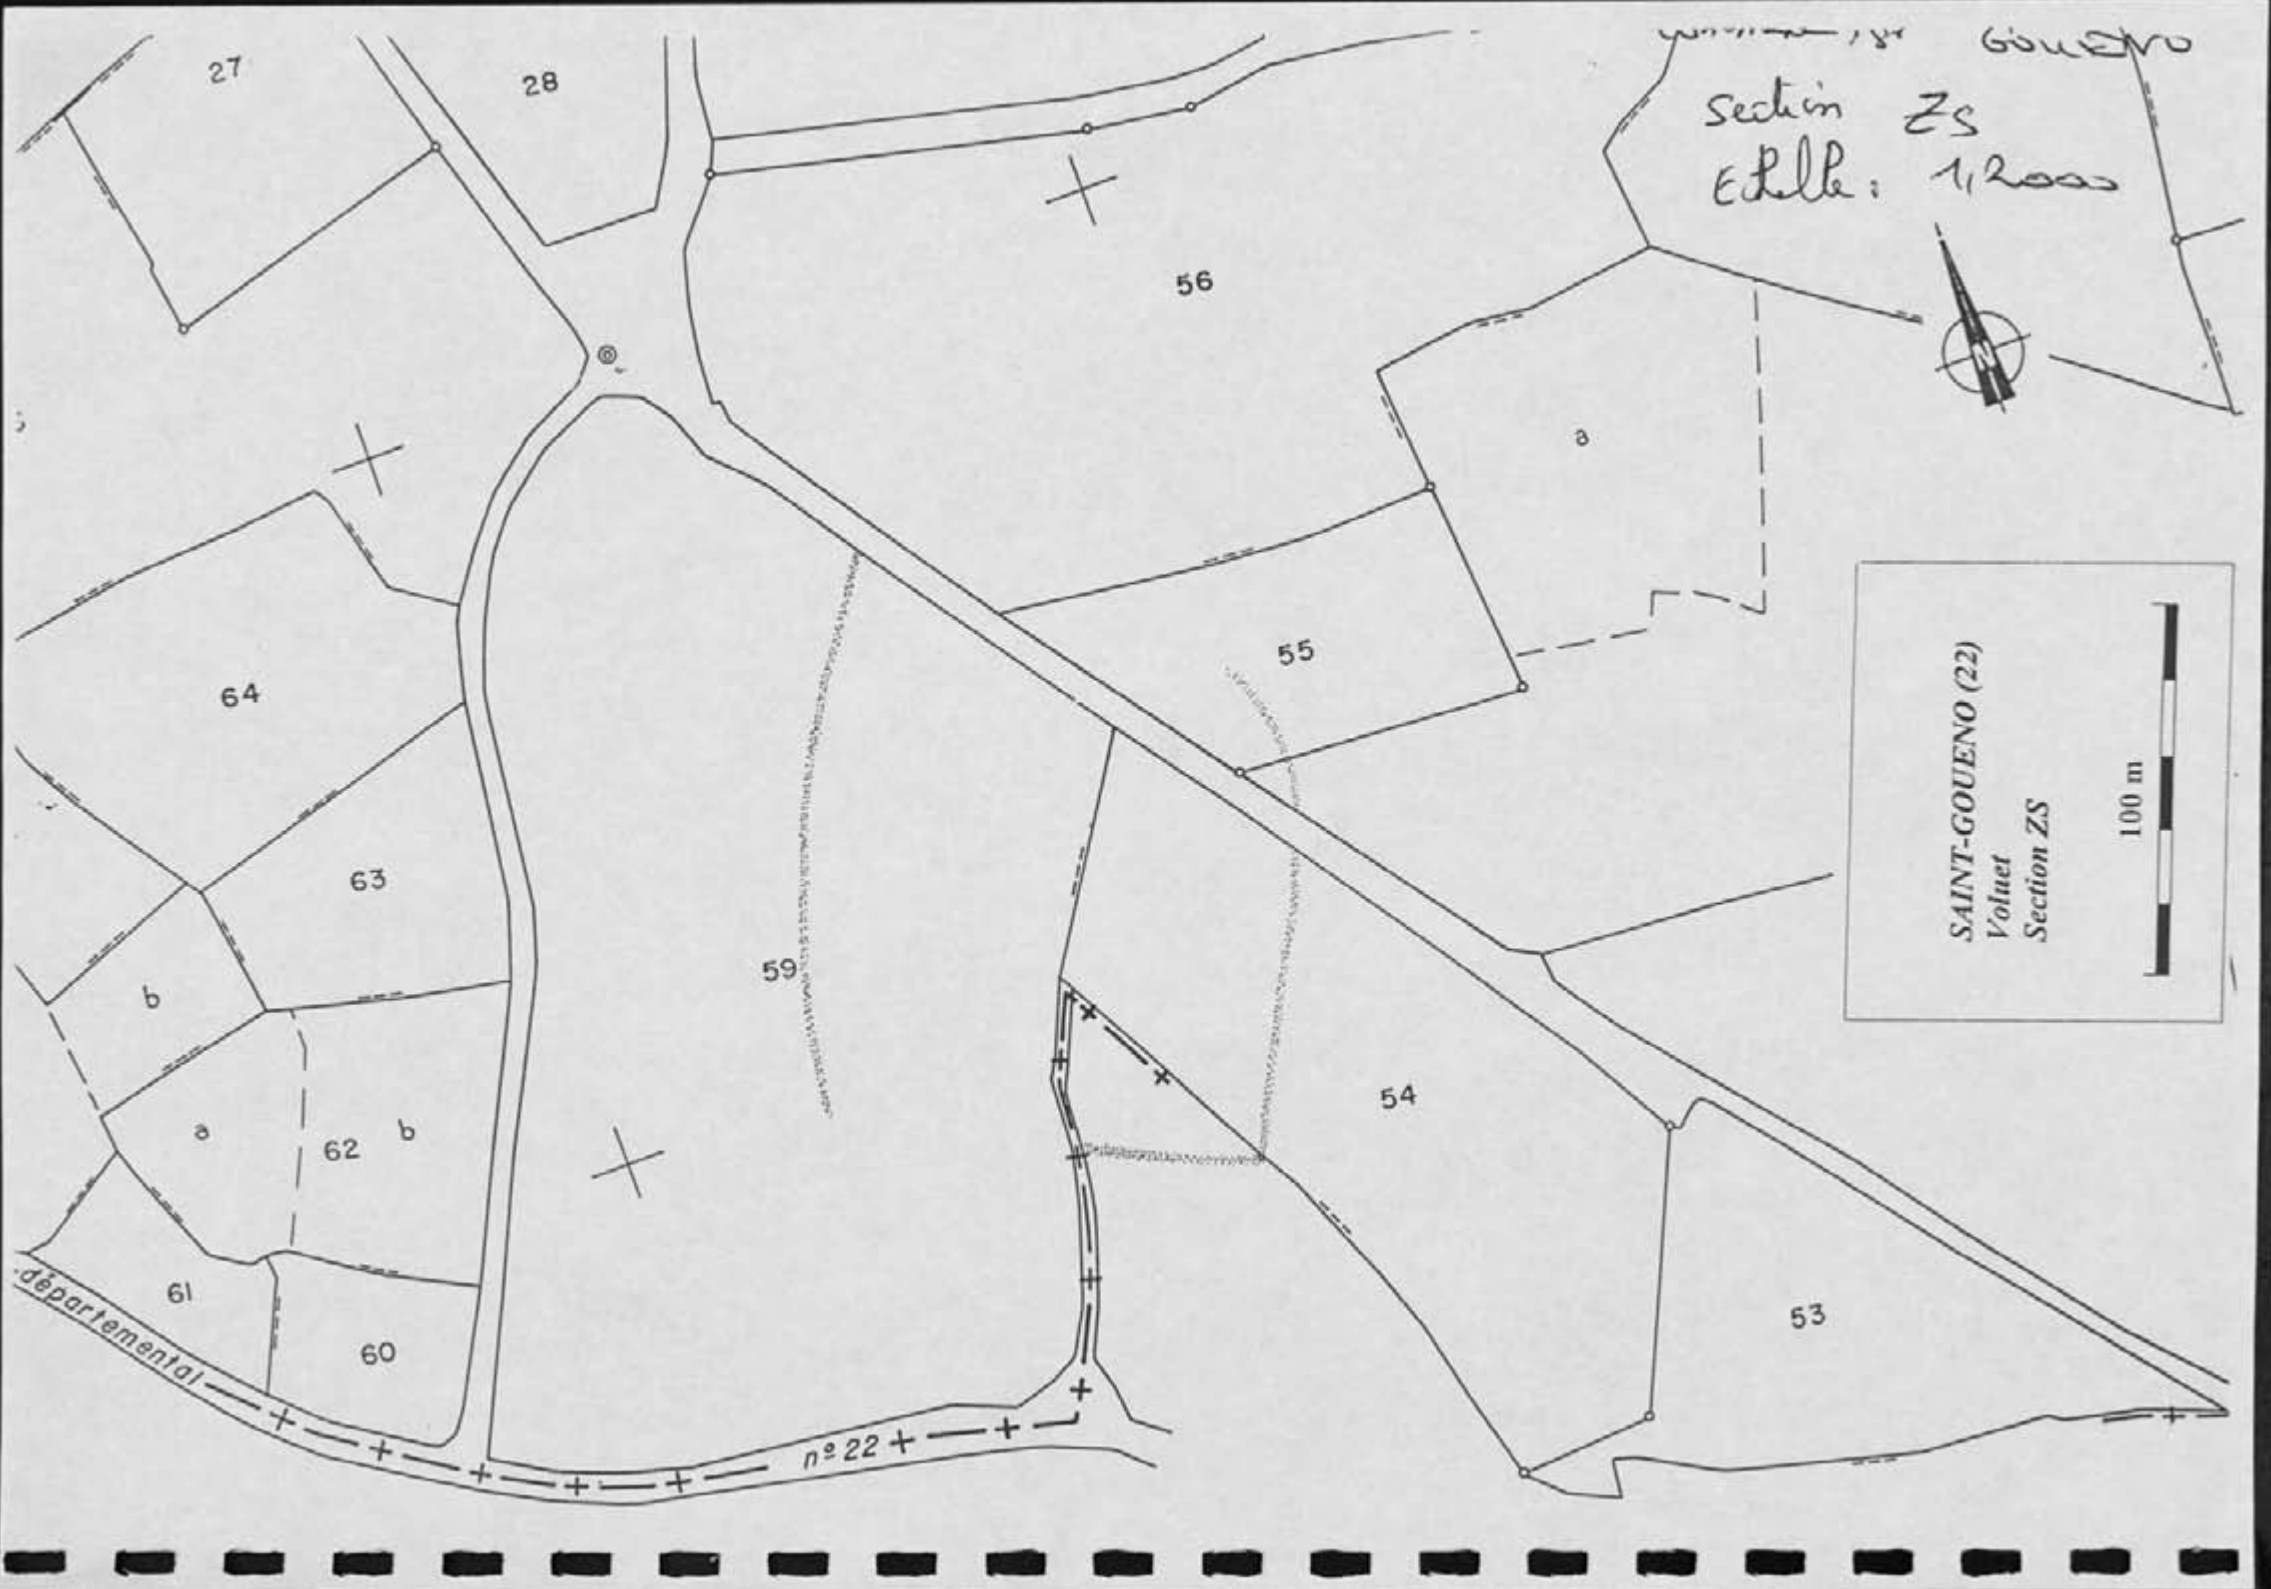 27
28
GOUENO
Section ZS
Echelle : 1,2000
56
a
55
64
SAINT-GOUENO (22)
Voluet
Section ZS
100 m
63
59
b
54
a
62
b
61
53
60
départemental
nº 22